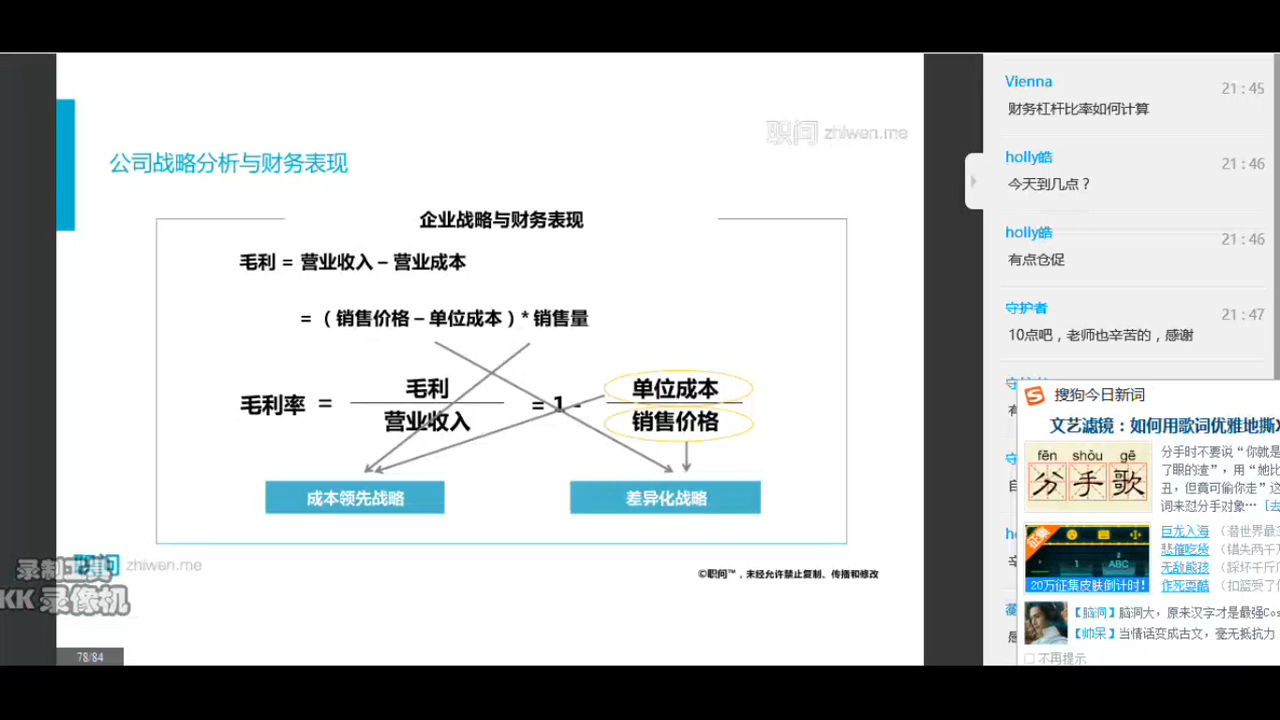 职问 zhiwen.me
公司战略分析与财务表现
企业战略与财务表现
毛利 = 营业收入 – 营业成本
= （销售价格 – 单位成本）* 销售量
毛利率 = 毛利 / 营业收入 = 1 - 单位成本 / 销售价格
成本领先战略
差异化战略
职问 zhiwen.me
©职问™，未经允许禁止复制、传播和修改
录制工具
KK 录像机
78/84
Vienna 21:45
财务杠杆比率如何计算
holly皓 21:46
今天到几点？
holly皓 21:46
有点仓促
守护者 21:47
10点吧，老师也辛苦的，感谢
搜狗今日新词
文艺滤镜：如何用歌词优雅地撕
fēn shǒu gē
分手歌
分手时不要说“你就是
了眼的渣”，用“她比
丑，但竟可偷你走”这
词来怼分手对象…
巨龙入海
悲催吃货
无敌熊孩
作死耍酷
征集
ABC
20万征集皮肤倒计时！
【脑洞】脑洞大，原来汉字才是最强Cos
【帅呆】当情话变成古文，毫无抵抗力
不再提示